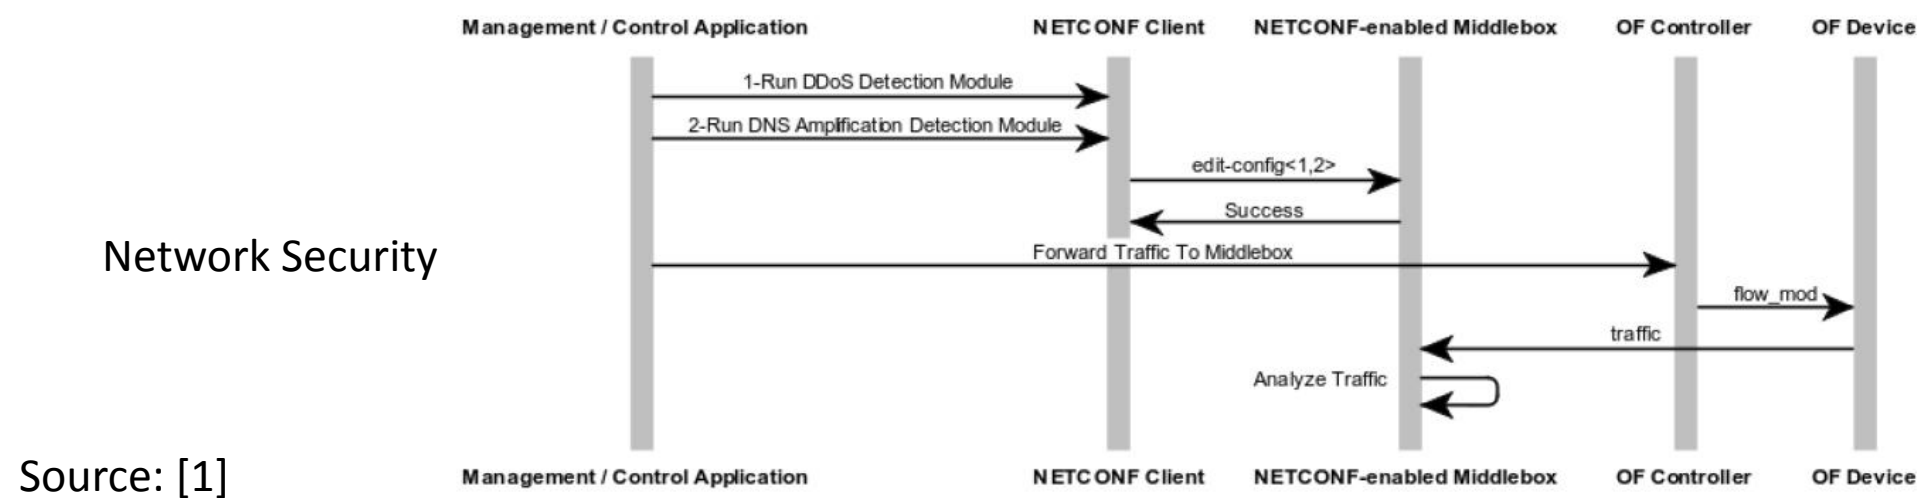 Management / Control Application NETCONF Client NETCONF-enabled Middlebox OF Controller OF Device
1-Run DDoS Detection Module
2-Run DNS Amplification Detection Module
edit-config<1,2>
Success
Network Security
Forward Traffic To Middlebox
flow_mod
traffic
Analyze Traffic
Source: [1]
Management / Control Application NETCONF Client NETCONF-enabled Middlebox OF Controller OF Device